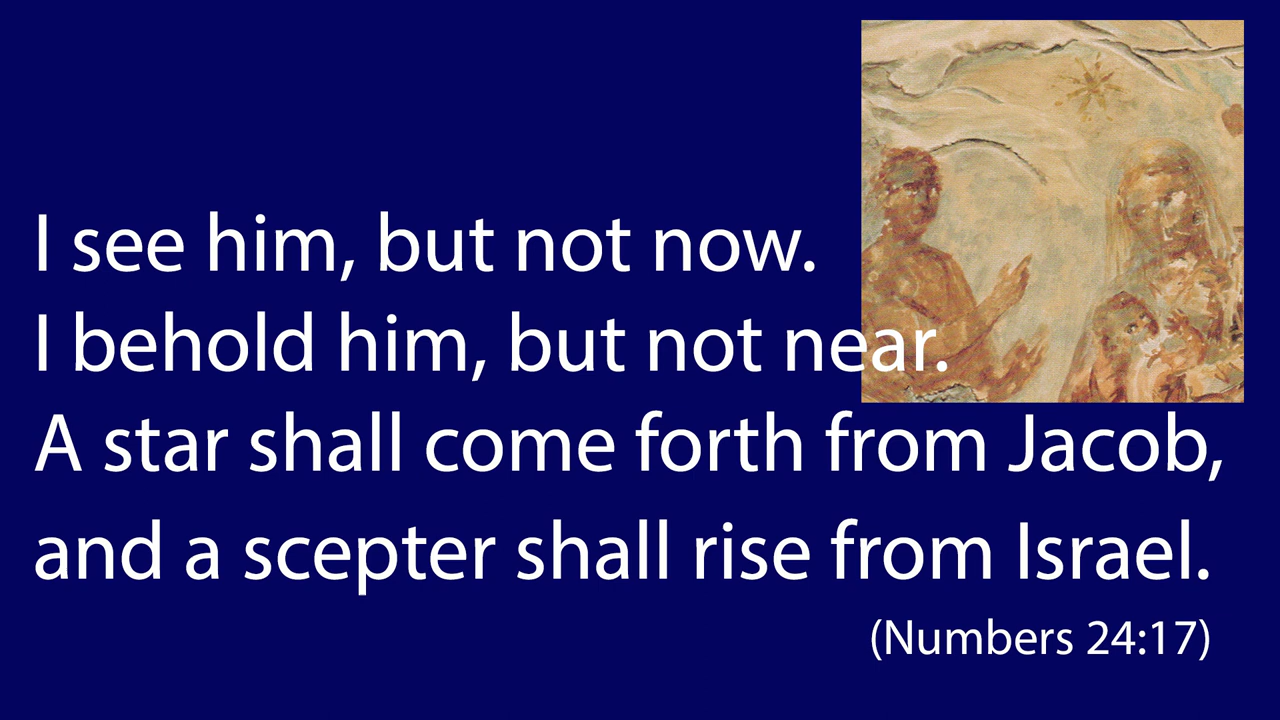 I see him, but not now.
I behold him, but not near.
A star shall come forth from Jacob,
and a scepter shall rise from Israel.
(Numbers 24:17)